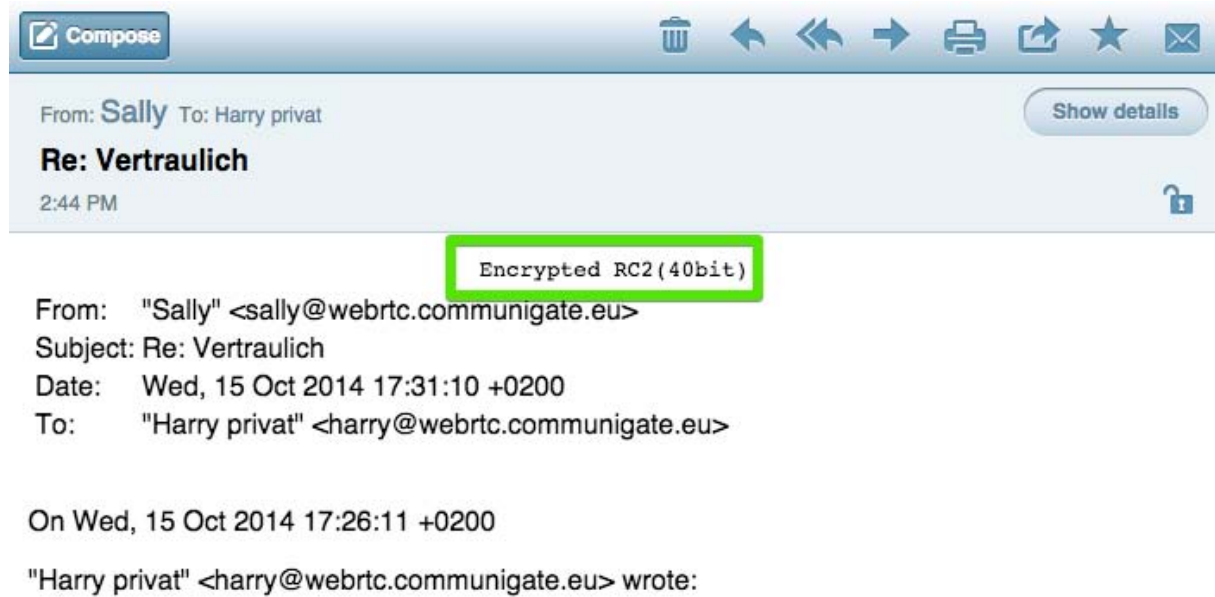 Compose
From: Sally To: Harry privat
Show details
Re: Vertraulich
2:44 PM
Encrypted RC2(40bit)
From: "Sally" <sally@webrtc.communigate.eu>
Subject: Re: Vertraulich
Date: Wed, 15 Oct 2014 17:31:10 +0200
To: "Harry privat" <harry@webrtc.communigate.eu>
On Wed, 15 Oct 2014 17:26:11 +0200
"Harry privat" <harry@webrtc.communigate.eu> wrote: